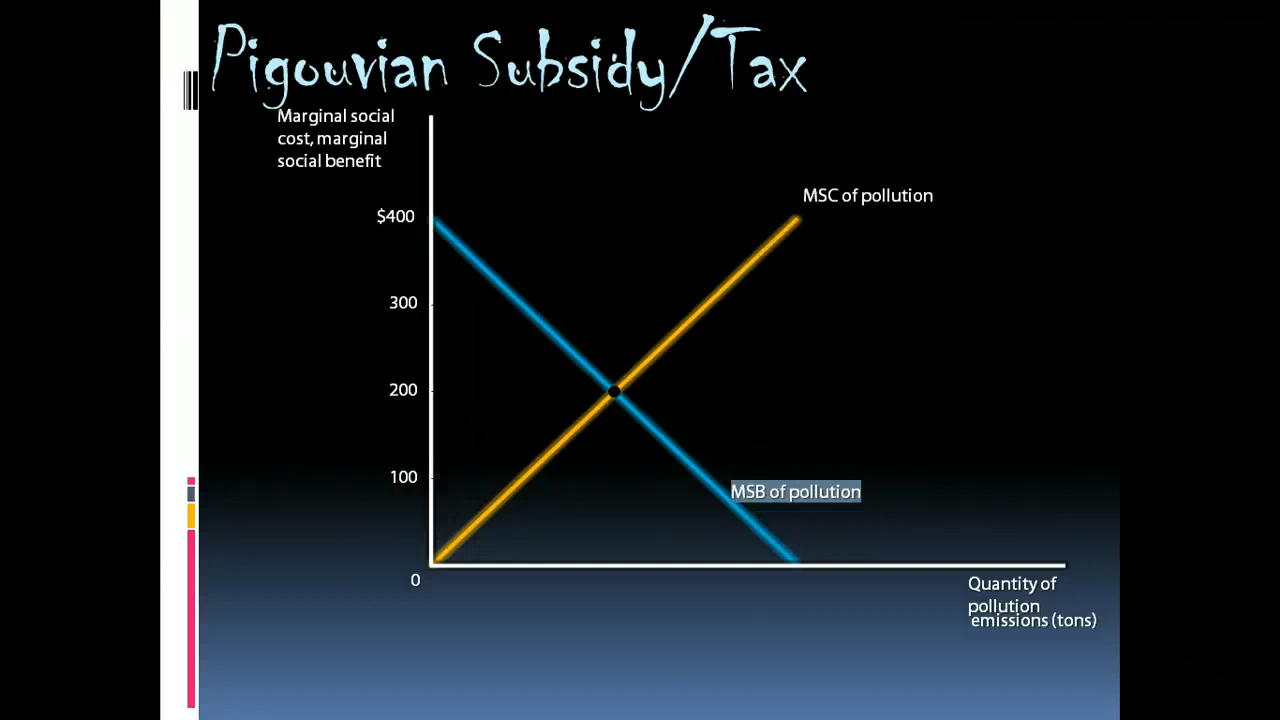 Pigouvian Subsidy/Tax
Marginal social
cost, marginal
social benefit
MSC of pollution
$400
300
200
100
MSB of pollution
0
Quantity of
pollution
emissions (tons)